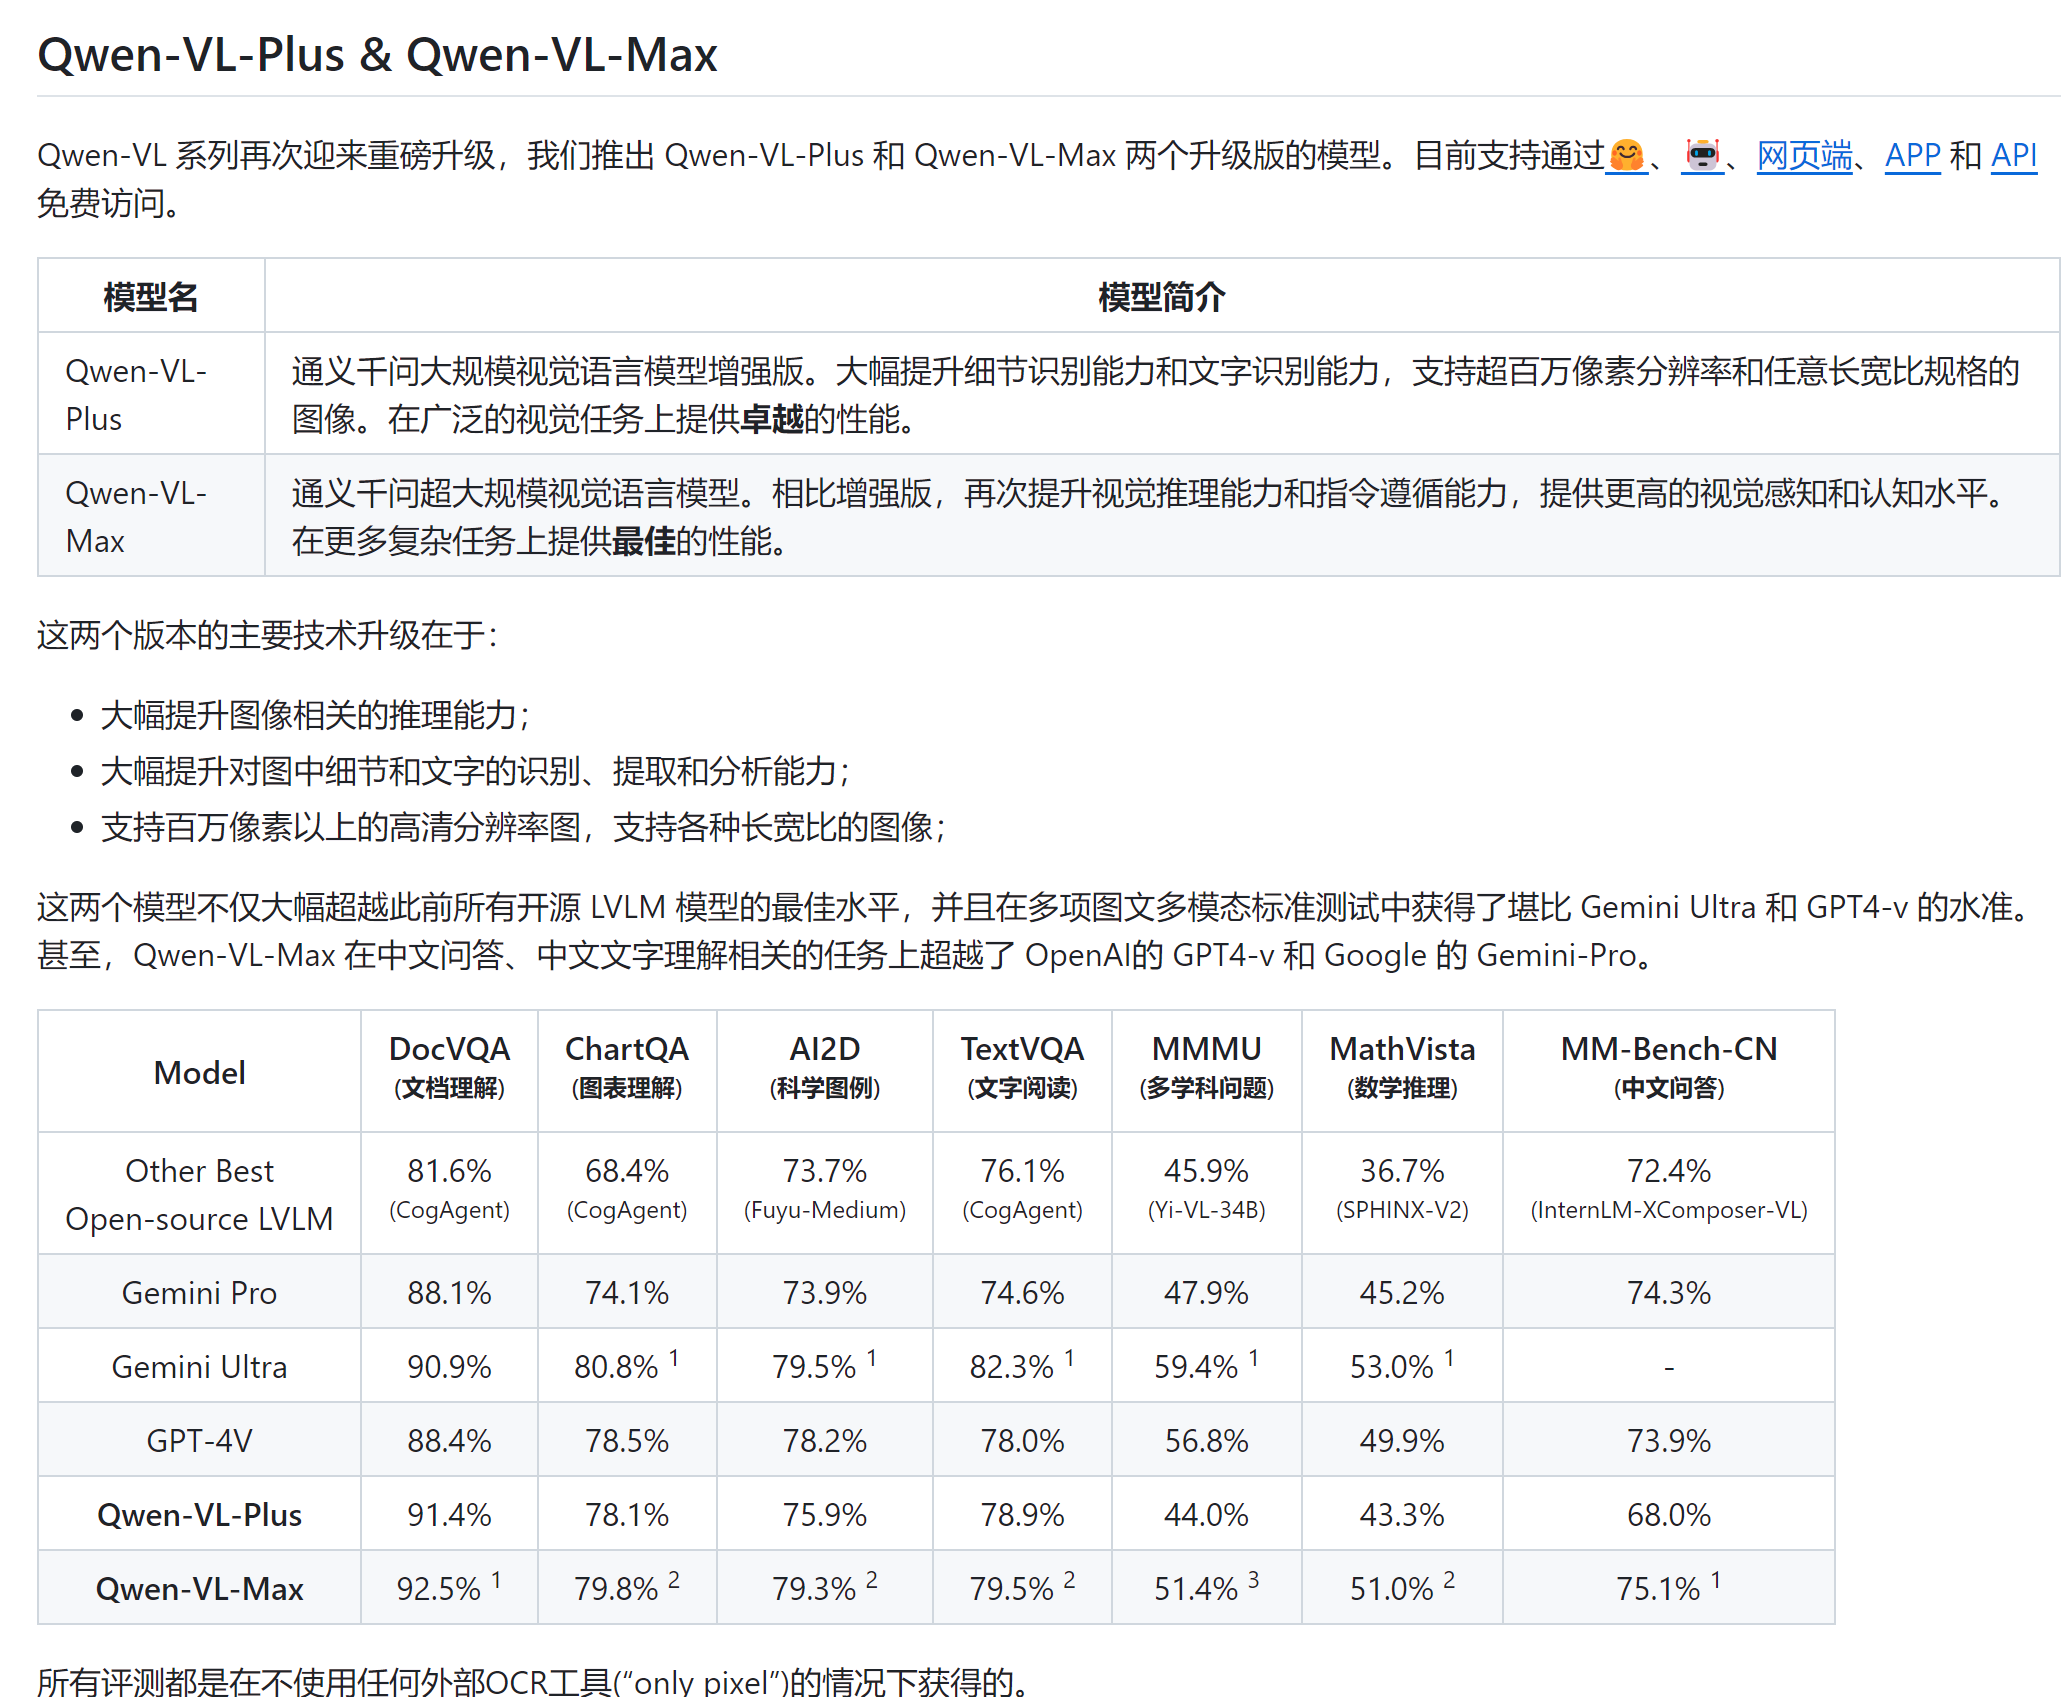 Qwen-VL-Plus & Qwen-VL-Max
Qwen-VL 系列再次迎来重磅升级，我们推出 Qwen-VL-Plus 和 Qwen-VL-Max 两个升级版的模型。目前支持通过🤗、🤖、网页端、APP 和 API
免费访问。
模型名 模型简介
Qwen-VL-
Plus
通义千问大规模视觉语言模型增强版。大幅提升细节识别能力和文字识别能力，支持超百万像素分辨率和任意长宽比规格的
图像。在广泛的视觉任务上提供卓越的性能。
Qwen-VL-
Max
通义千问超大规模视觉语言模型。相比增强版，再次提升视觉推理能力和指令遵循能力，提供更高的视觉感知和认知水平。
在更多复杂任务上提供最佳的性能。
这两个版本的主要技术升级在于：
• 大幅提升图像相关的推理能力；
• 大幅提升对图中细节和文字的识别、提取和分析能力；
• 支持百万像素以上的高清分辨率图，支持各种长宽比的图像；
这两个模型不仅大幅超越此前所有开源 LVLM 模型的最佳水平，并且在多项图文多模态标准测试中获得了堪比 Gemini Ultra 和 GPT4-v 的水准。
甚至，Qwen-VL-Max 在中文问答、中文文字理解相关的任务上超越了 OpenAI的 GPT4-v 和 Google 的 Gemini-Pro。
Model DocVQA ChartQA AI2D TextVQA MMMU MathVista MM-Bench-CN
(文档理解) (图表理解) (科学图例) (文字阅读) (多学科问题) (数学推理) (中文问答)
Other Best 81.6% 68.4% 73.7% 76.1% 45.9% 36.7% 72.4%
Open-source LVLM (CogAgent) (CogAgent) (Fuyu-Medium) (CogAgent) (Yi-VL-34B) (SPHINX-V2) (InternLM-XComposer-VL)
Gemini Pro 88.1% 74.1% 73.9% 74.6% 47.9% 45.2% 74.3%
Gemini Ultra 90.9% 80.8% 1 79.5% 1 82.3% 1 59.4% 1 53.0% 1 -
GPT-4V 88.4% 78.5% 78.2% 78.0% 56.8% 49.9% 73.9%
Qwen-VL-Plus 91.4% 78.1% 75.9% 78.9% 44.0% 43.3% 68.0%
Qwen-VL-Max 92.5% 1 79.8% 2 79.3% 2 79.5% 2 51.4% 3 51.0% 2 75.1% 1
所有评测都是在不使用任何外部OCR工具(“only pixel”)的情况下获得的。